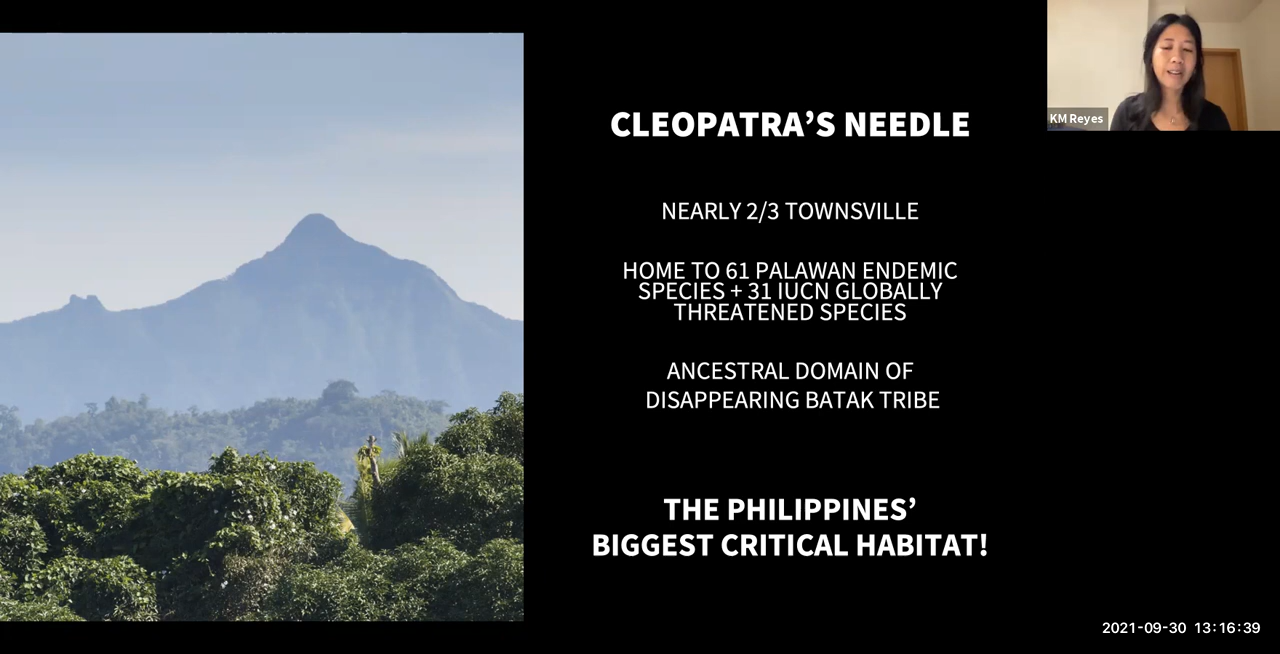 CLEOPATRA’S NEEDLE
KM Reyes
NEARLY 2/3 TOWNSVILLE
HOME TO 61 PALAWAN ENDEMIC
SPECIES + 31 IUCN GLOBALLY
THREATENED SPECIES
ANCESTRAL DOMAIN OF
DISAPPEARING BATAK TRIBE
THE PHILIPPINES’
BIGGEST CRITICAL HABITAT!
2021-09-30 13:16:39